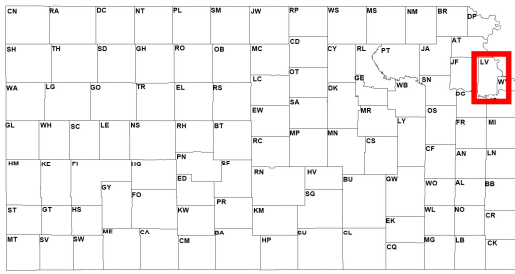 CN RA DC NT PL SM JW RP WS MS NM BR DP
CD AT
SH TH SD GH RO OB MC CY RL PT JA JF LV
OT GE SN WY
WA LG GO TR EL RS LC DK WB DG
SA MR OS
EW LY
GL WH SC LE NS RH BT MP MN FR MI
RC CS
CF
PN AN LN
RN HV
ED BU GW WO AL BB
GY SG
FO PR
ST GT HS KW KM WL NO CR
EK
MT SV SW CM HP CQ MG LB CK